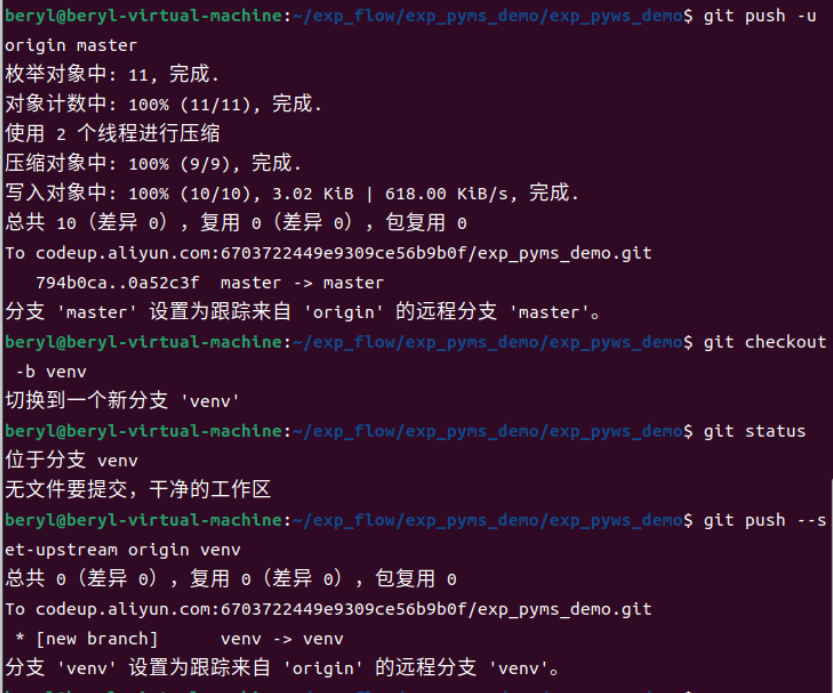 beryl@beryl-virtual-machine:~/exp_flow/exp_pyms_demo/exp_pyws_demo$ git push -u
origin master
枚举对象中: 11, 完成.
对象计数中: 100% (11/11), 完成.
使用 2 个线程进行压缩
压缩对象中: 100% (9/9), 完成.
写入对象中: 100% (10/10), 3.02 KiB | 618.00 KiB/s, 完成.
总共 10（差异 0），复用 0（差异 0），包复用 0
To codeup.aliyun.com:6703722449e9309ce56b9b0f/exp_pyms_demo.git
   794b0ca..0a52c3f  master -> master
分支 'master' 设置为跟踪来自 'origin' 的远程分支 'master'。
beryl@beryl-virtual-machine:~/exp_flow/exp_pyms_demo/exp_pyws_demo$ git checkout
 -b venv
切换到一个新分支 'venv'
beryl@beryl-virtual-machine:~/exp_flow/exp_pyms_demo/exp_pyws_demo$ git status
位于分支 venv
无文件要提交，干净的工作区
beryl@beryl-virtual-machine:~/exp_flow/exp_pyms_demo/exp_pyws_demo$ git push --s
et-upstream origin venv
总共 0（差异 0），复用 0（差异 0），包复用 0
To codeup.aliyun.com:6703722449e9309ce56b9b0f/exp_pyms_demo.git
 * [new branch]      venv -> venv
分支 'venv' 设置为跟踪来自 'origin' 的远程分支 'venv'。